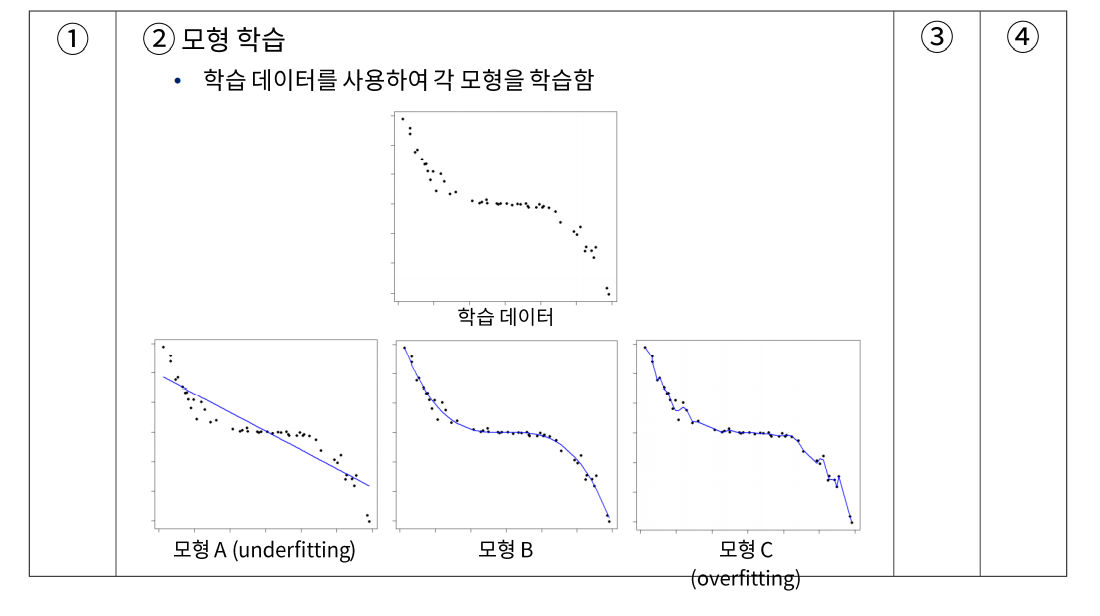 ①
② 모형 학습
③
④
• 학습 데이터를 사용하여 각 모형을 학습함
학습 데이터
모형 A (underfitting)
모형 B
모형 C
(overfitting)